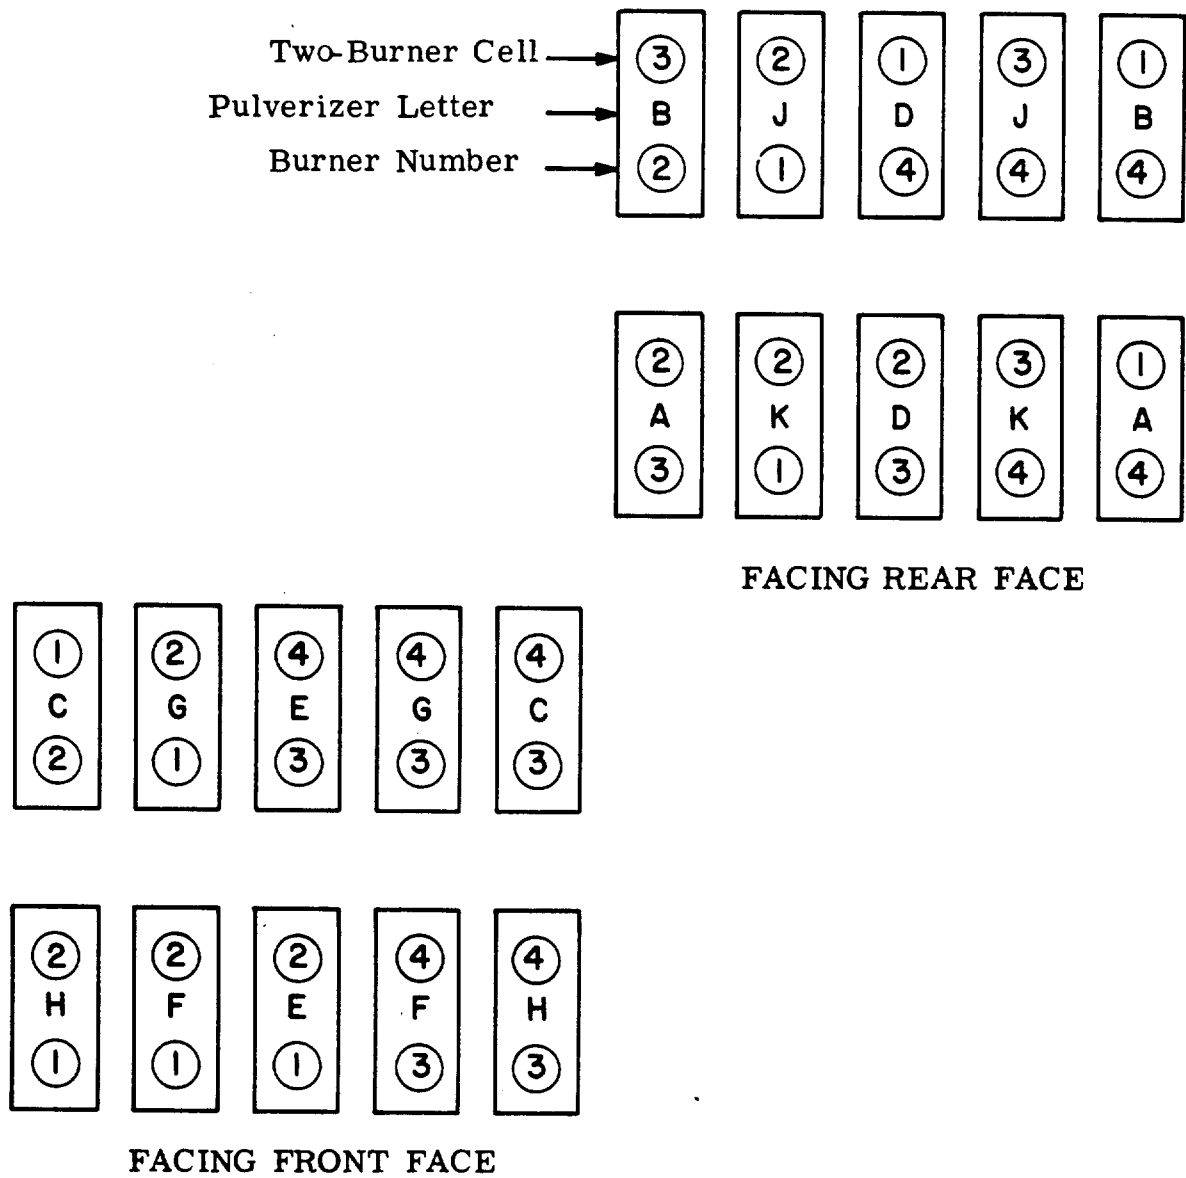 Two-Burner Cell 3 2 1 3 1
Pulverizer Letter B J D J B
Burner Number 2 1 4 4 4
2 2 2 3 1
A K D K A
3 1 3 4 4
FACING REAR FACE
1 2 4 4 4
C G E G C
2 1 3 3 3
2 2 2 4 4
H F E F H
1 1 1 3 3
FACING FRONT FACE